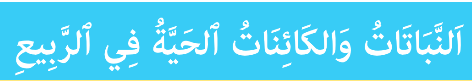 اَلنَّبَاتَاتُ وَالكَائِنَاتُ ٱلحَيَّةُ فِي ٱلرَّبِيعِ